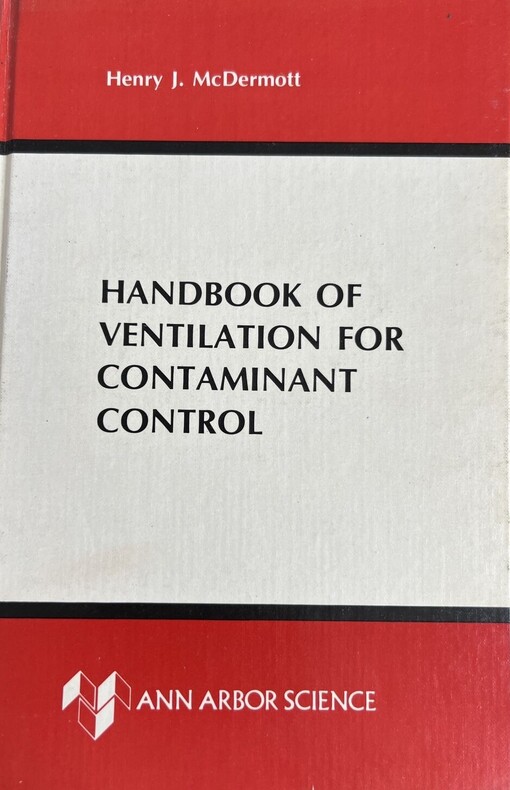 Henry J. McDermott
HANDBOOK OF
VENTILATION FOR
CONTAMINANT
CONTROL
ANN ARBOR SCIENCE